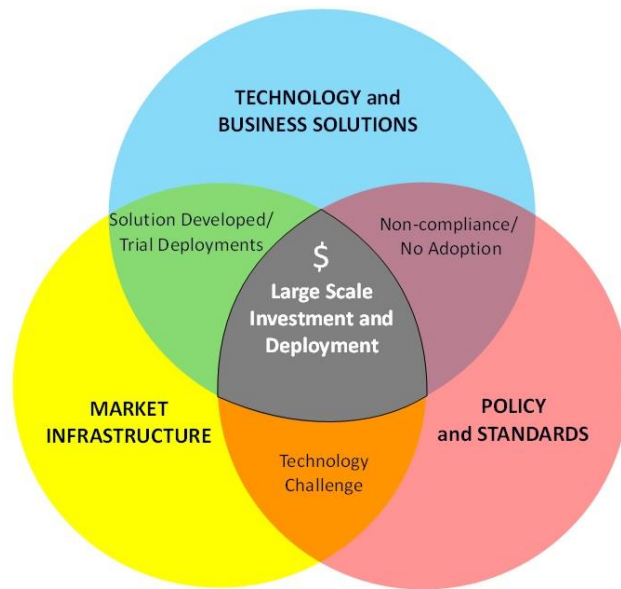 TECHNOLOGY and
BUSINESS SOLUTIONS
Solution Developed/
Trial Deployments
Non-compliance/
No Adoption
$
Large Scale
Investment and
Deployment
MARKET
INFRASTRUCTURE
POLICY
and STANDARDS
Technology
Challenge